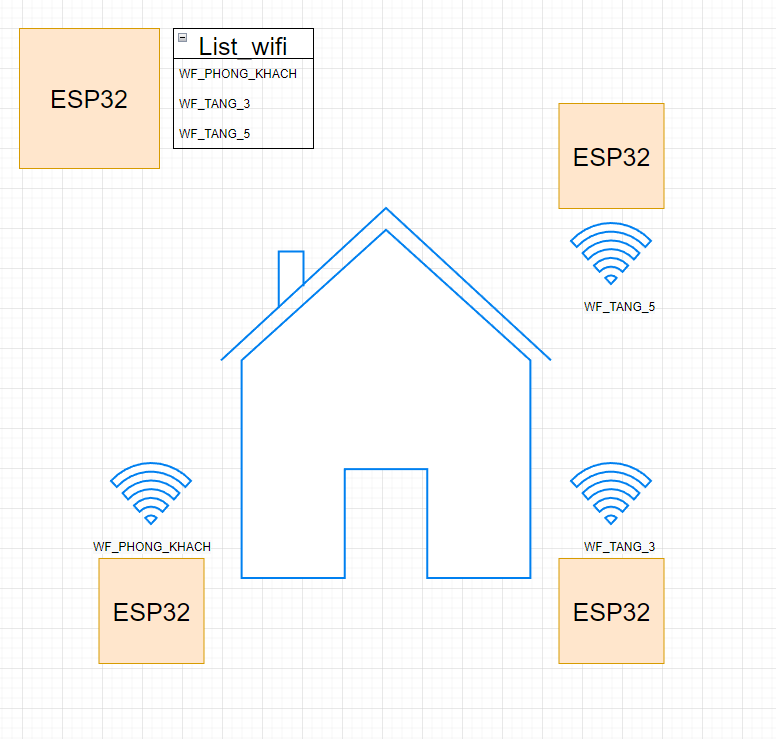 ESP32
List_wifi
WF_PHONG_KHACH
WF_TANG_3
WF_TANG_5
ESP32
WF_TANG_5
WF_PHONG_KHACH
ESP32
WF_TANG_3
ESP32